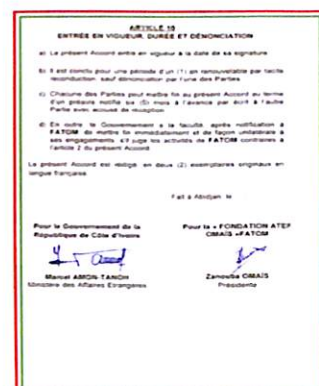 ARTICLE 10
ENTRÉE EN VIGUEUR, DURÉE ET DÉNONCIATION
a) Le présent Accord entre en vigueur à la date de sa signature
b) Il est conclu pour une période d'un (1) an renouvelable par tacite
reconduction sauf dénonciation par l'une des Parties
c) Chacune des Parties peut mettre fin au présent Accord au terme
d'un préavis notifié six (6) mois à l'avance par écrit à l'autre
Partie avec accusé de réception
d) En outre le Gouvernement a la faculté après notification à
FATOM de mettre fin immédiatement et de façon unilatérale à
ses engagements s'il juge les activités de FATOM contraires à
l'article 2 du présent Accord
Le présent Accord est rédigé en deux (2) exemplaires originaux en
langue française
Fait à Abidjan le
Pour le Gouvernement de la
République de Côte d'Ivoire
Marcel AMON-TANOH
Ministère des Affaires Etrangères
Pour la « FONDATION ATEF
OMAÏS »FATOM
Zanouba OMAÏS
Présidente